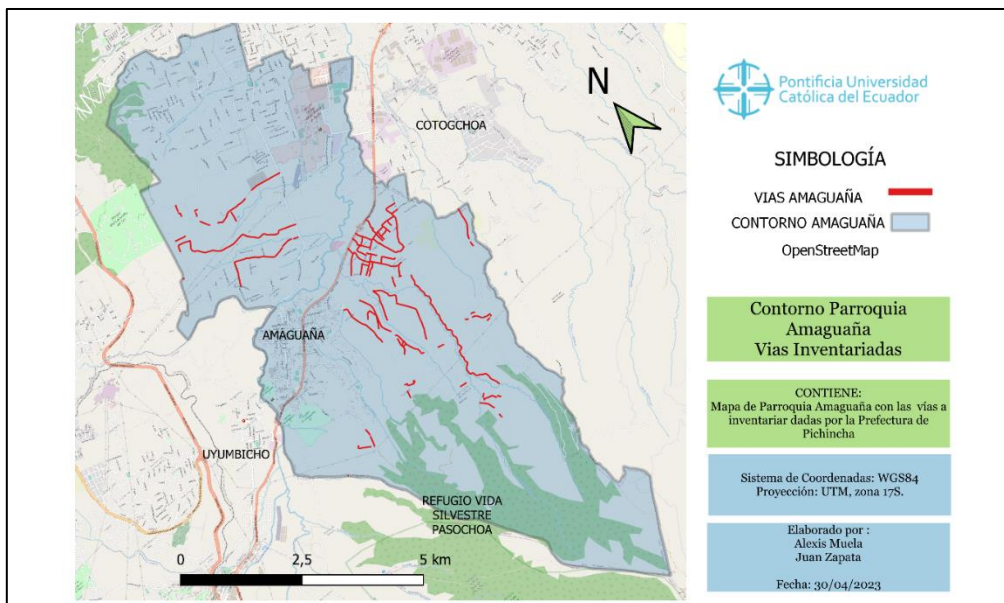 N
COTOGCHOA
AMAGUAÑA
UYUMBICHO
REFUGIO VIDA
SILVESTRE
PASOCHOA
0 2,5 5 km
Pontificia Universidad
Católica del Ecuador
SIMBOLOGÍA
VIAS AMAGUAÑA
CONTORNO AMAGUAÑA
OpenStreetMap
Contorno Parroquia
Amaguaña
Vias Inventariadas
CONTIENE:
Mapa de Parroquia Amaguaña con las vías a
inventariar dadas por la Prefectura de
Pichincha
Sistema de Coordenadas: WGS84
Proyección: UTM, zona 17S.
Elaborado por :
Alexis Muela
Juan Zapata
Fecha: 30/04/2023